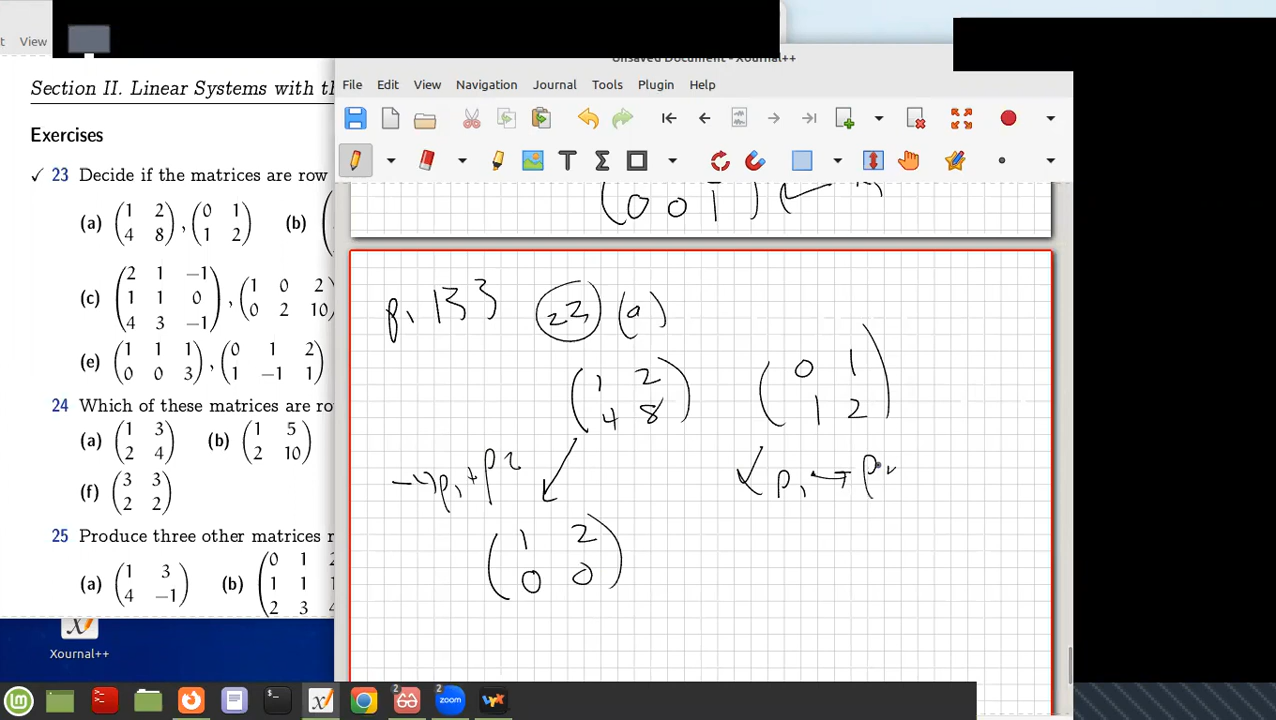 View
Unsaved Document - Xournal++
File Edit View Navigation Journal Tools Plugin Help
Section II. Linear Systems with th
Exercises
✓ 23 Decide if the matrices are row
(a) (1 2
4 8), (0 1
1 2) (b)
(c) (2 1 −1
1 1 0
4 3 −1), (1 0 2
0 2 10)
(e) (1 1 1
0 0 3), (0 1 2
1 −1 1)
24 Which of these matrices are ro
(a) (1 3
2 4) (b) (1 5
2 10)
(f) (3 3
2 2)
25 Produce three other matrices r
(a) (1 3
4 −1) (b) (0 1
1 1
2 3
Xournal++
(0 0 1)
p. 133 23 (a)
(1 2
4 8)
(0 1
1 2)
−4ρ1+ρ2
ρ1 ↔ ρ
(1 2
0 0)
2
2
zoom
LYX